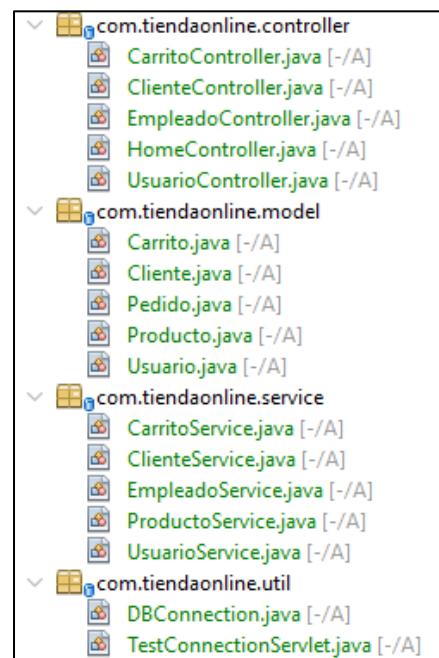 com.tiendaonline.controller
CarritoController.java [-/A]
ClienteController.java [-/A]
EmpleadoController.java [-/A]
HomeController.java [-/A]
UsuarioController.java [-/A]
com.tiendaonline.model
Carrito.java [-/A]
Cliente.java [-/A]
Pedido.java [-/A]
Producto.java [-/A]
Usuario.java [-/A]
com.tiendaonline.service
CarritoService.java [-/A]
ClienteService.java [-/A]
EmpleadoService.java [-/A]
ProductoService.java [-/A]
UsuarioService.java [-/A]
com.tiendaonline.util
DBConnection.java [-/A]
TestConnectionServlet.java [-/A]